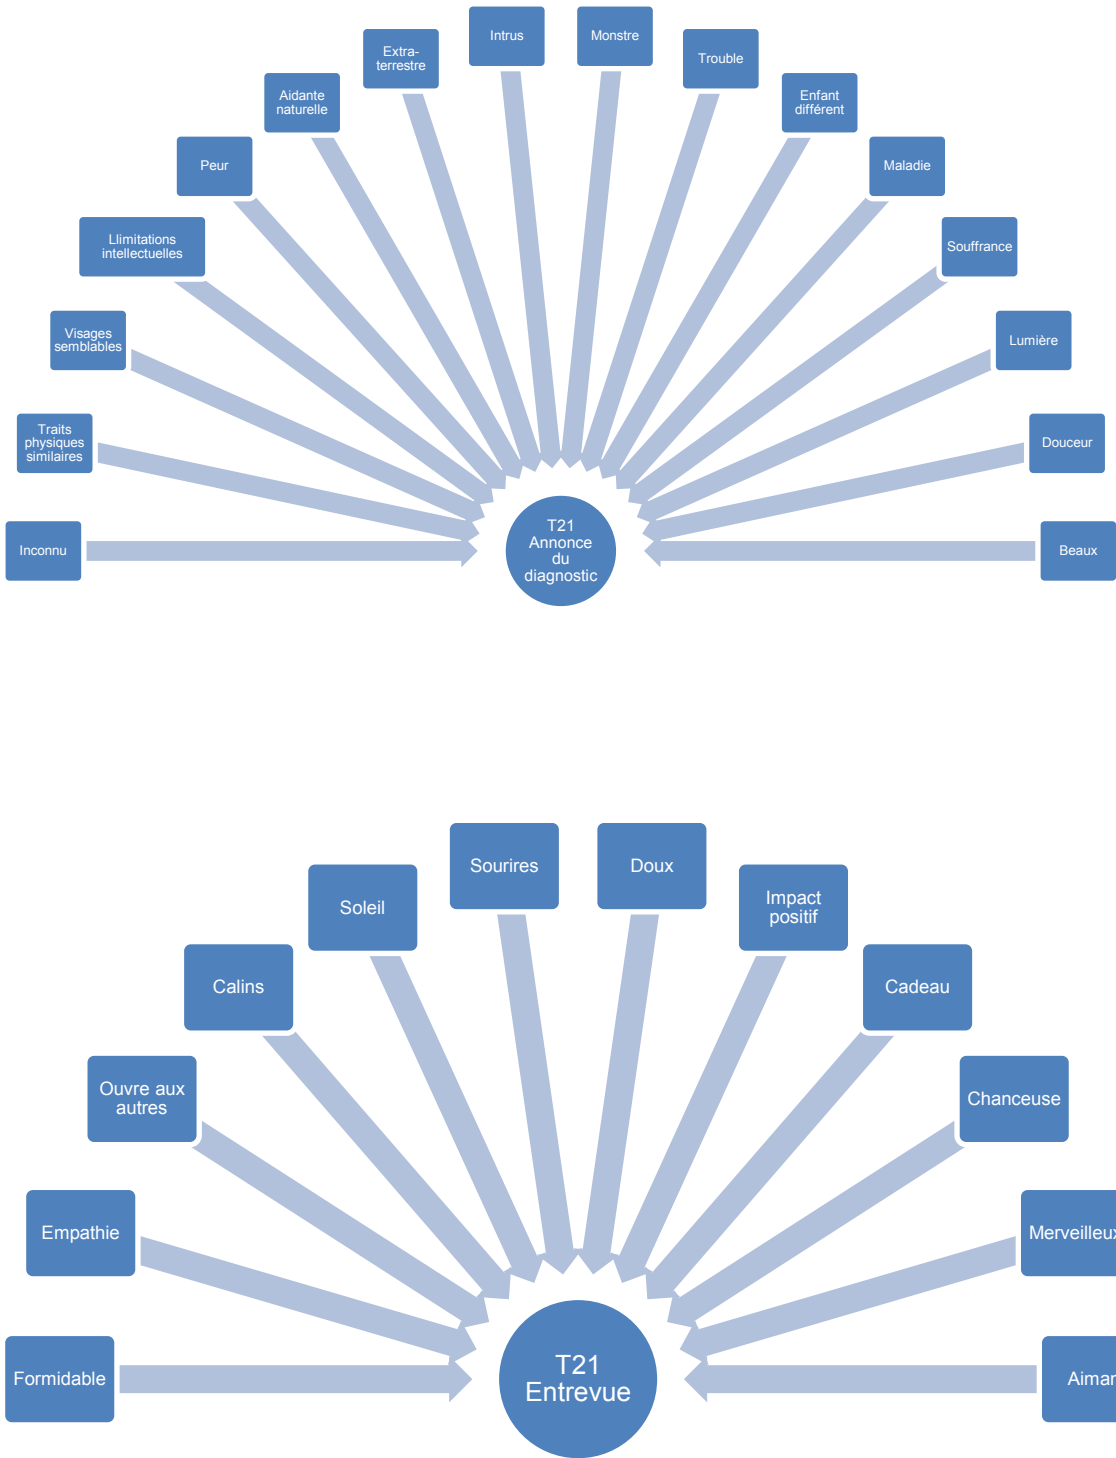 Intrus
Monstre
Extra-
terrestre
Trouble
Aidante
naturelle
Enfant
différent
Peur
Maladie
Llimitations
intellectuelles
Souffrance
Visages
semblables
Lumière
Traits
physiques
similaires
Douceur
Inconnu
T21
Annonce
du
diagnostic
Beaux
Sourires
Doux
Soleil
Impact
positif
Calins
Cadeau
Ouvre aux
autres
Chanceuse
Empathie
Merveilleux
Formidable
T21
Entrevue